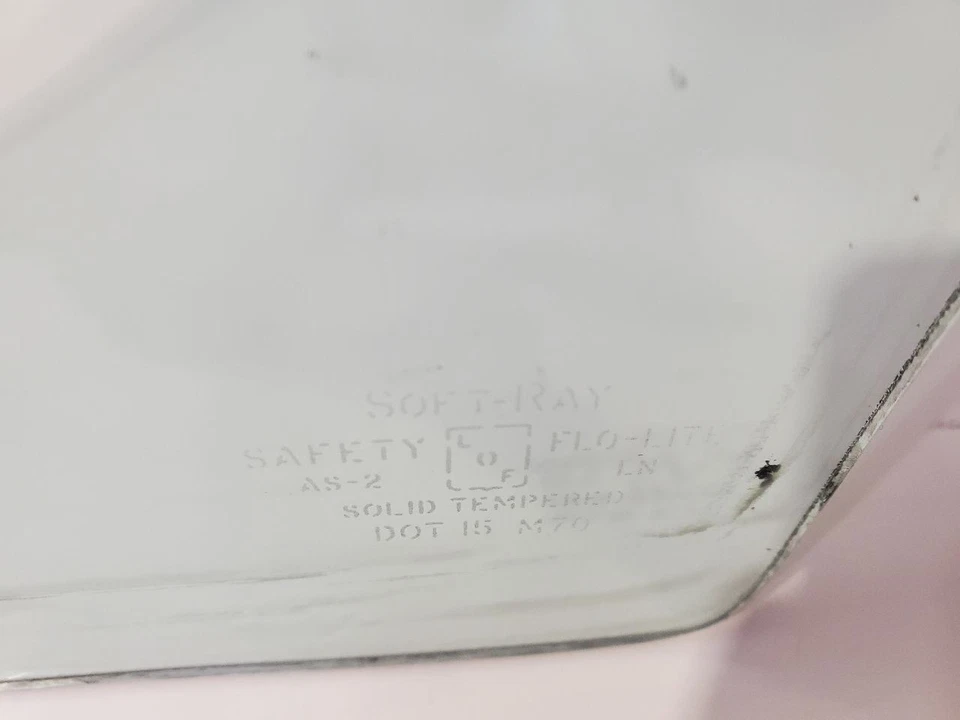 SOFT-RAY
SAFETY L O F FLO-LITE
AS-2 LN
SOLID TEMPERED
DOT 15 M70